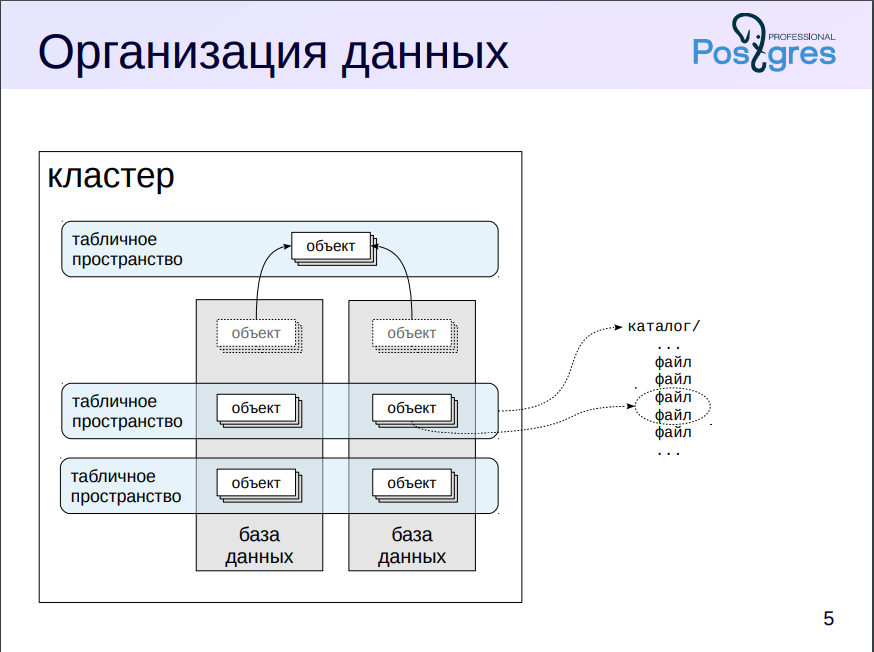 Организация данных
PROFESSIONAL
Postgres
кластер
табличное
пространство
объект
объект
объект
табличное
пространство
объект
объект
табличное
пространство
объект
объект
база
данных
база
данных
каталог/
...
файл
файл
файл
файл
файл
...
5